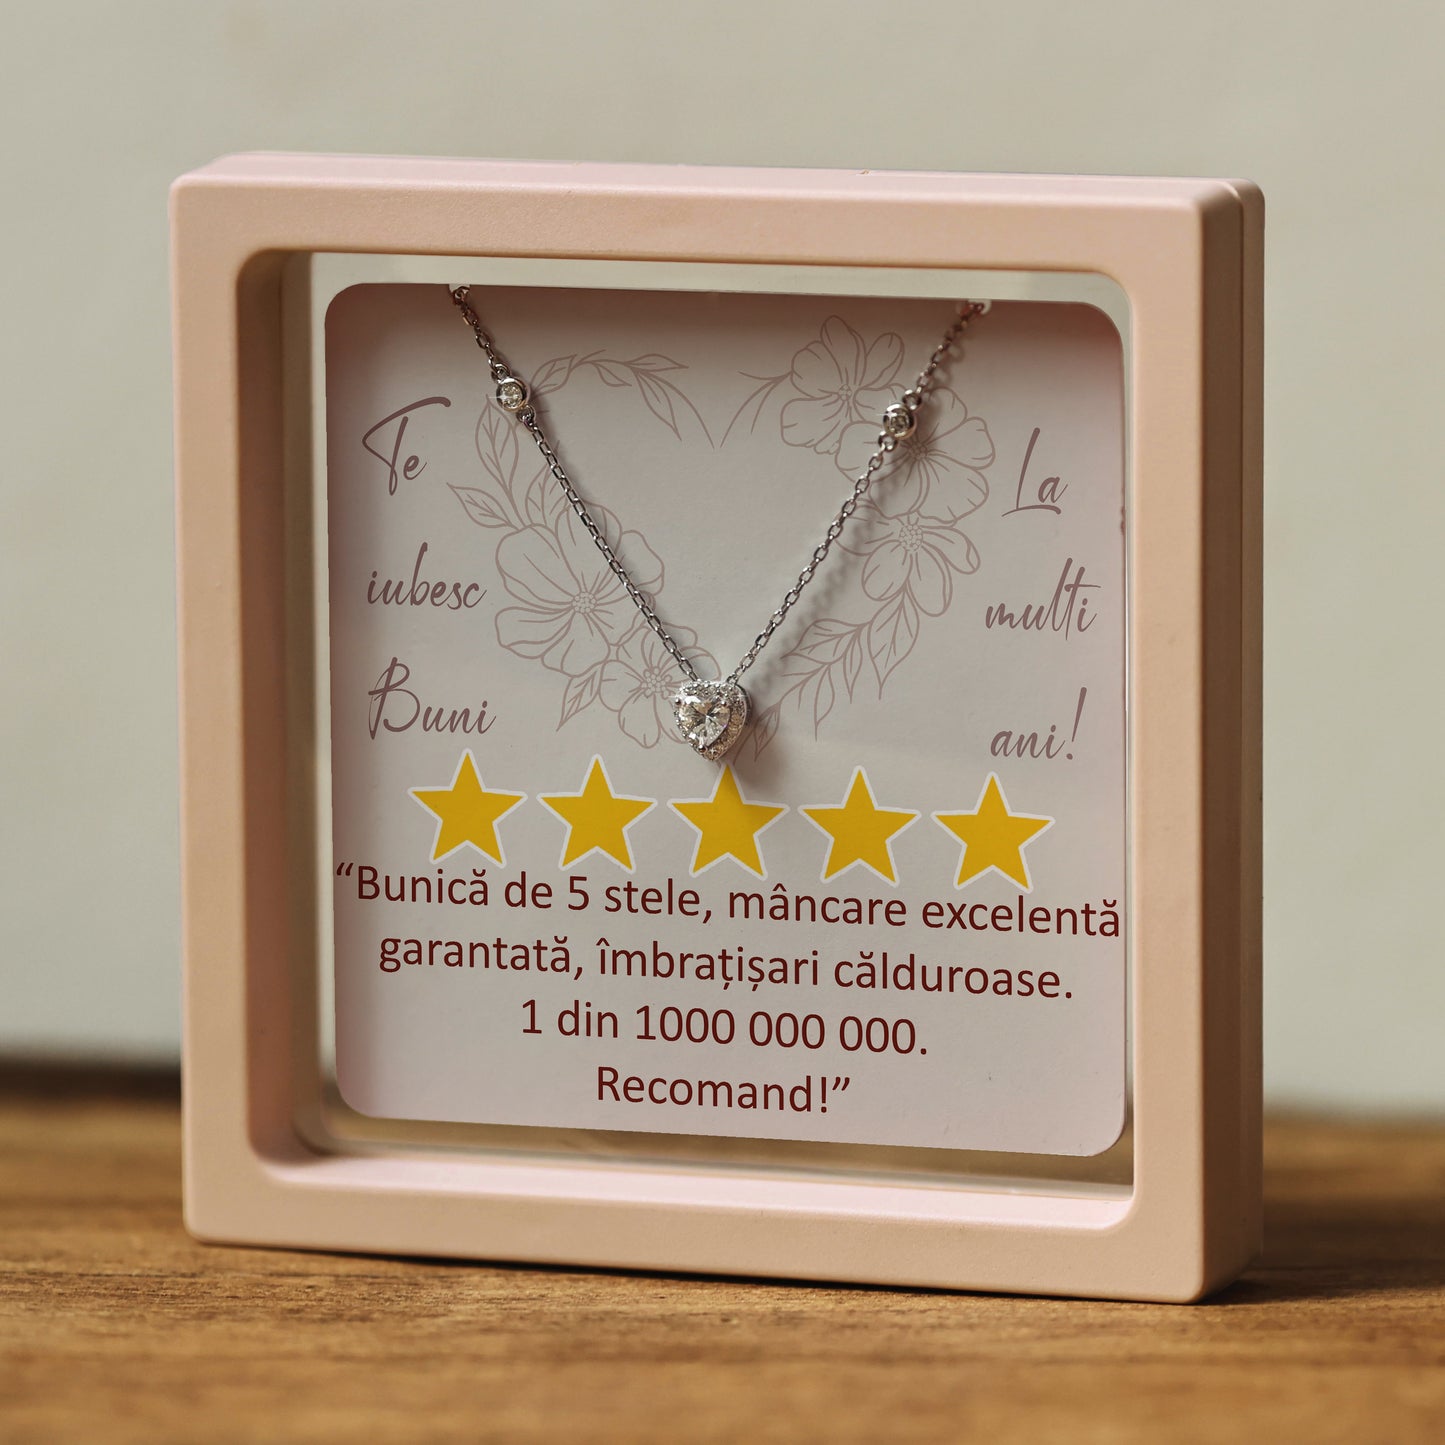 Te
iubesc
Buni
La
multi
ani!
“Bunică de 5 stele, mâncare excelentă
garantată, îmbrațișari călduroase.
1 din 1000 000 000.
Recomand!”